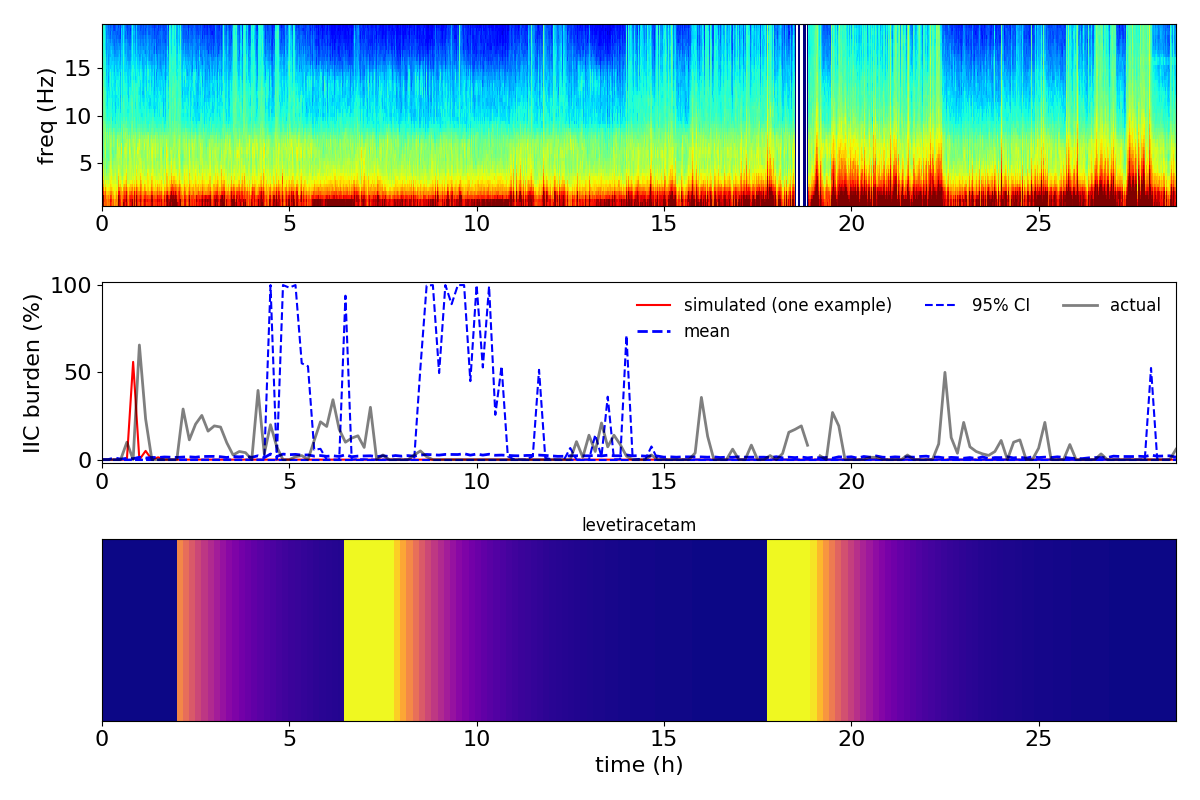 freq (Hz)
15
10
5
0 5 10 15 20 25
IIC burden (%)
100
50
0
simulated (one example)
mean
95% CI
actual
0 5 10 15 20 25
levetiracetam
0 5 10 15 20 25
time (h)